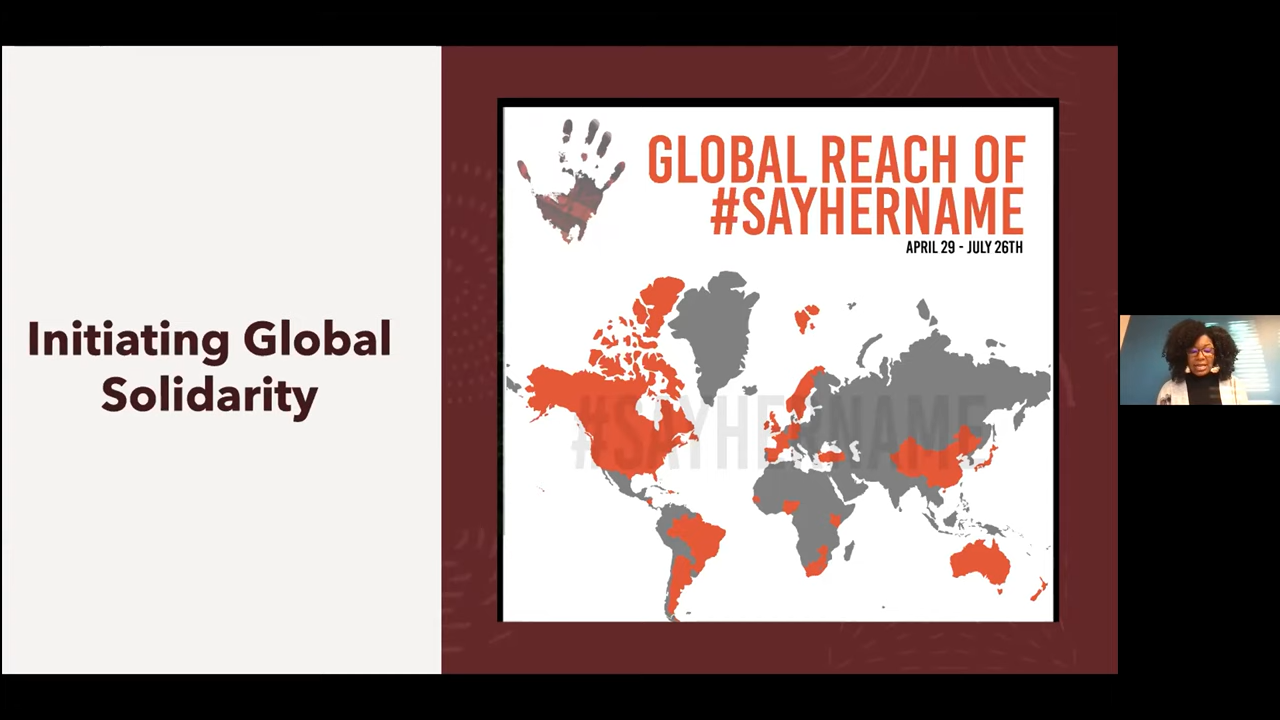 Initiating Global
Solidarity
GLOBAL REACH OF
#SAYHERNAME
APRIL 29 - JULY 26TH
#SAYHERNAME